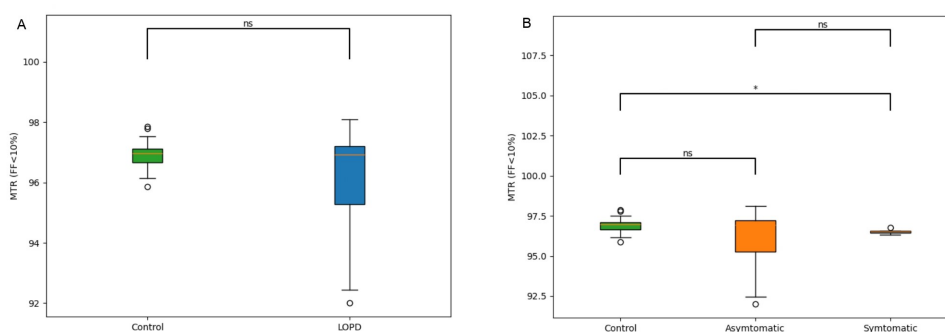 A
ns
MTR (FF<10%)
100
98
96
94
92
Control
LOPD
B
ns
*
ns
MTR (FF<10%)
107.5
105.0
102.5
100.0
97.5
95.0
92.5
Control
Asymtomatic
Symtomatic